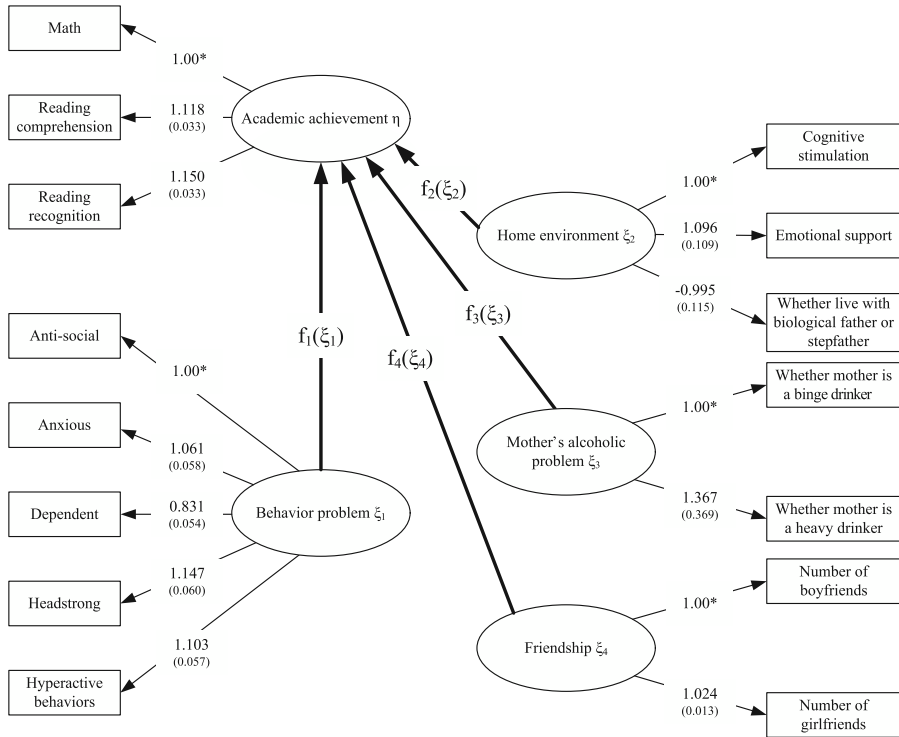 Math
1.00*
Reading
comprehension
1.118
(0.033)
Academic achievement η
Reading
recognition
1.150
(0.033)
f₂(ξ₂)
Cognitive
stimulation
1.00*
Home environment ξ₂
1.096
(0.109)
Emotional support
-0.995
(0.115)
Whether live with
biological father or
stepfather
f₁(ξ₁)
f₃(ξ₃)
f₄(ξ₄)
Anti-social
1.00*
Anxious
1.061
(0.058)
Dependent
0.831
(0.054)
Behavior problem ξ₁
Headstrong
1.147
(0.060)
Hyperactive
behaviors
1.103
(0.057)
Whether mother is
a binge drinker
1.00*
Mother's alcoholic
problem ξ₃
1.367
(0.369)
Whether mother is
a heavy drinker
Number of
boyfriends
1.00*
Friendship ξ₄
1.024
(0.013)
Number of
girlfriends